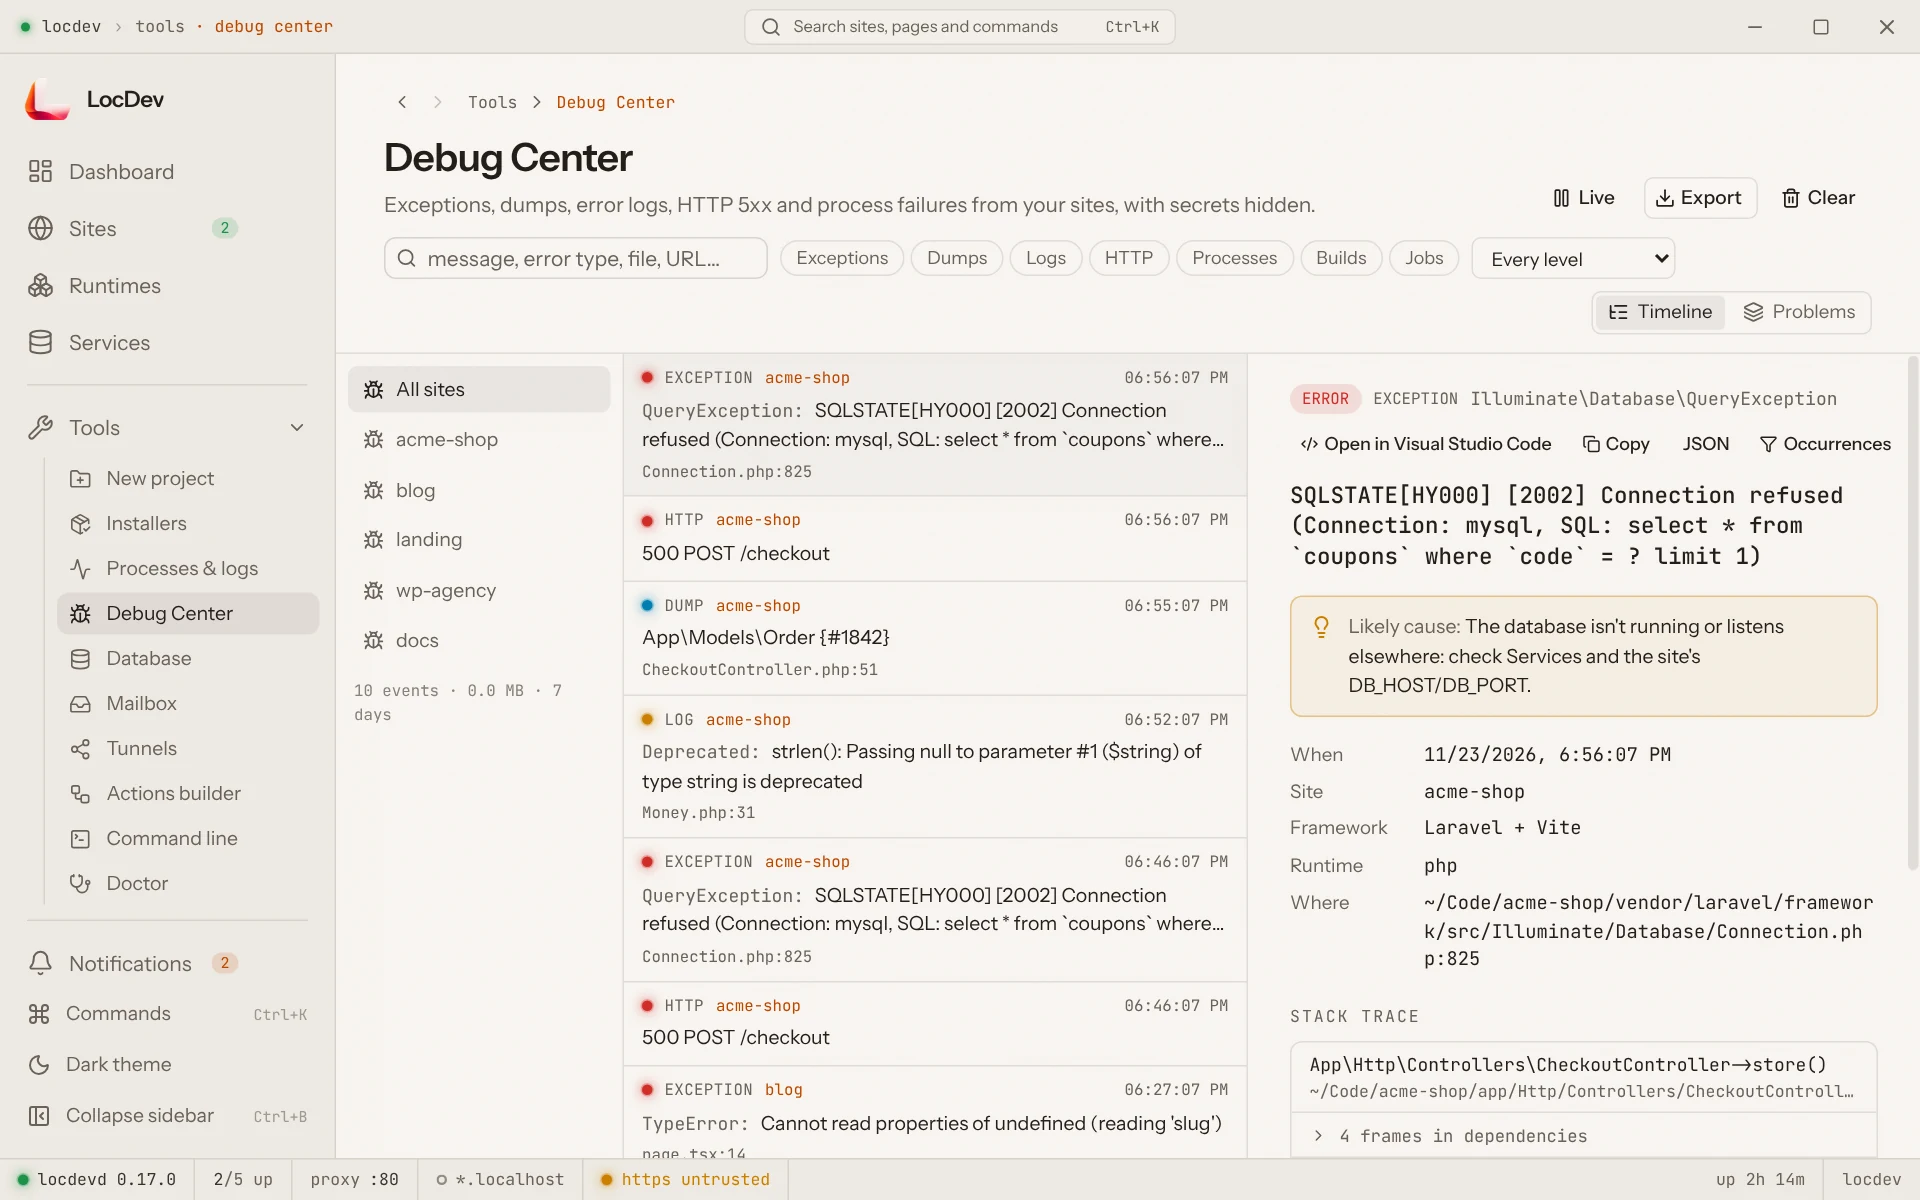 locdev › tools · debug center
Search sites, pages and commands Ctrl+K
LocDev
Dashboard
Sites 2
Runtimes
Services
Tools
New project
Installers
Processes & logs
Debug Center
Database
Mailbox
Tunnels
Actions builder
Command line
Doctor
Notifications 2
Commands Ctrl+K
Dark theme
Collapse sidebar Ctrl+B
Tools > Debug Center
Debug Center
Exceptions, dumps, error logs, HTTP 5xx and process failures from your sites, with secrets hidden.
Live Export Clear
message, error type, file, URL...
Exceptions Dumps Logs HTTP Processes Builds Jobs Every level
Timeline Problems
All sites
acme-shop
blog
landing
wp-agency
docs
10 events · 0.0 MB · 7
days
EXCEPTION acme-shop 06:56:07 PM
QueryException: SQLSTATE[HY000] [2002] Connection
refused (Connection: mysql, SQL: select * from `coupons` where...
Connection.php:825
HTTP acme-shop 06:56:07 PM
500 POST /checkout
DUMP acme-shop 06:55:07 PM
App\Models\Order {#1842}
CheckoutController.php:51
LOG acme-shop 06:52:07 PM
Deprecated: strlen(): Passing null to parameter #1 ($string) of
type string is deprecated
Money.php:31
EXCEPTION acme-shop 06:46:07 PM
QueryException: SQLSTATE[HY000] [2002] Connection
refused (Connection: mysql, SQL: select * from `coupons` where...
Connection.php:825
HTTP acme-shop 06:46:07 PM
500 POST /checkout
EXCEPTION blog 06:27:07 PM
TypeError: Cannot read properties of undefined (reading 'slug')
page.tsx:14
ERROR EXCEPTION Illuminate\Database\QueryException
Open in Visual Studio Code Copy JSON Occurrences
SQLSTATE[HY000] [2002] Connection refused
(Connection: mysql, SQL: select * from
`coupons` where `code` = ? limit 1)
Likely cause: The database isn't running or listens
elsewhere: check Services and the site's
DB_HOST/DB_PORT.
When 11/23/2026, 6:56:07 PM
Site acme-shop
Framework Laravel + Vite
Runtime php
Where ~/Code/acme-shop/vendor/laravel/framewor
k/src/Illuminate/Database/Connection.ph
p:825
STACK TRACE
App\Http\Controllers\CheckoutController→store()
~/Code/acme-shop/app/Http/Controllers/CheckoutControll…
4 frames in dependencies
locdevd 0.17.0 2/5 up proxy :80 *.localhost https untrusted up 2h 14m locdev